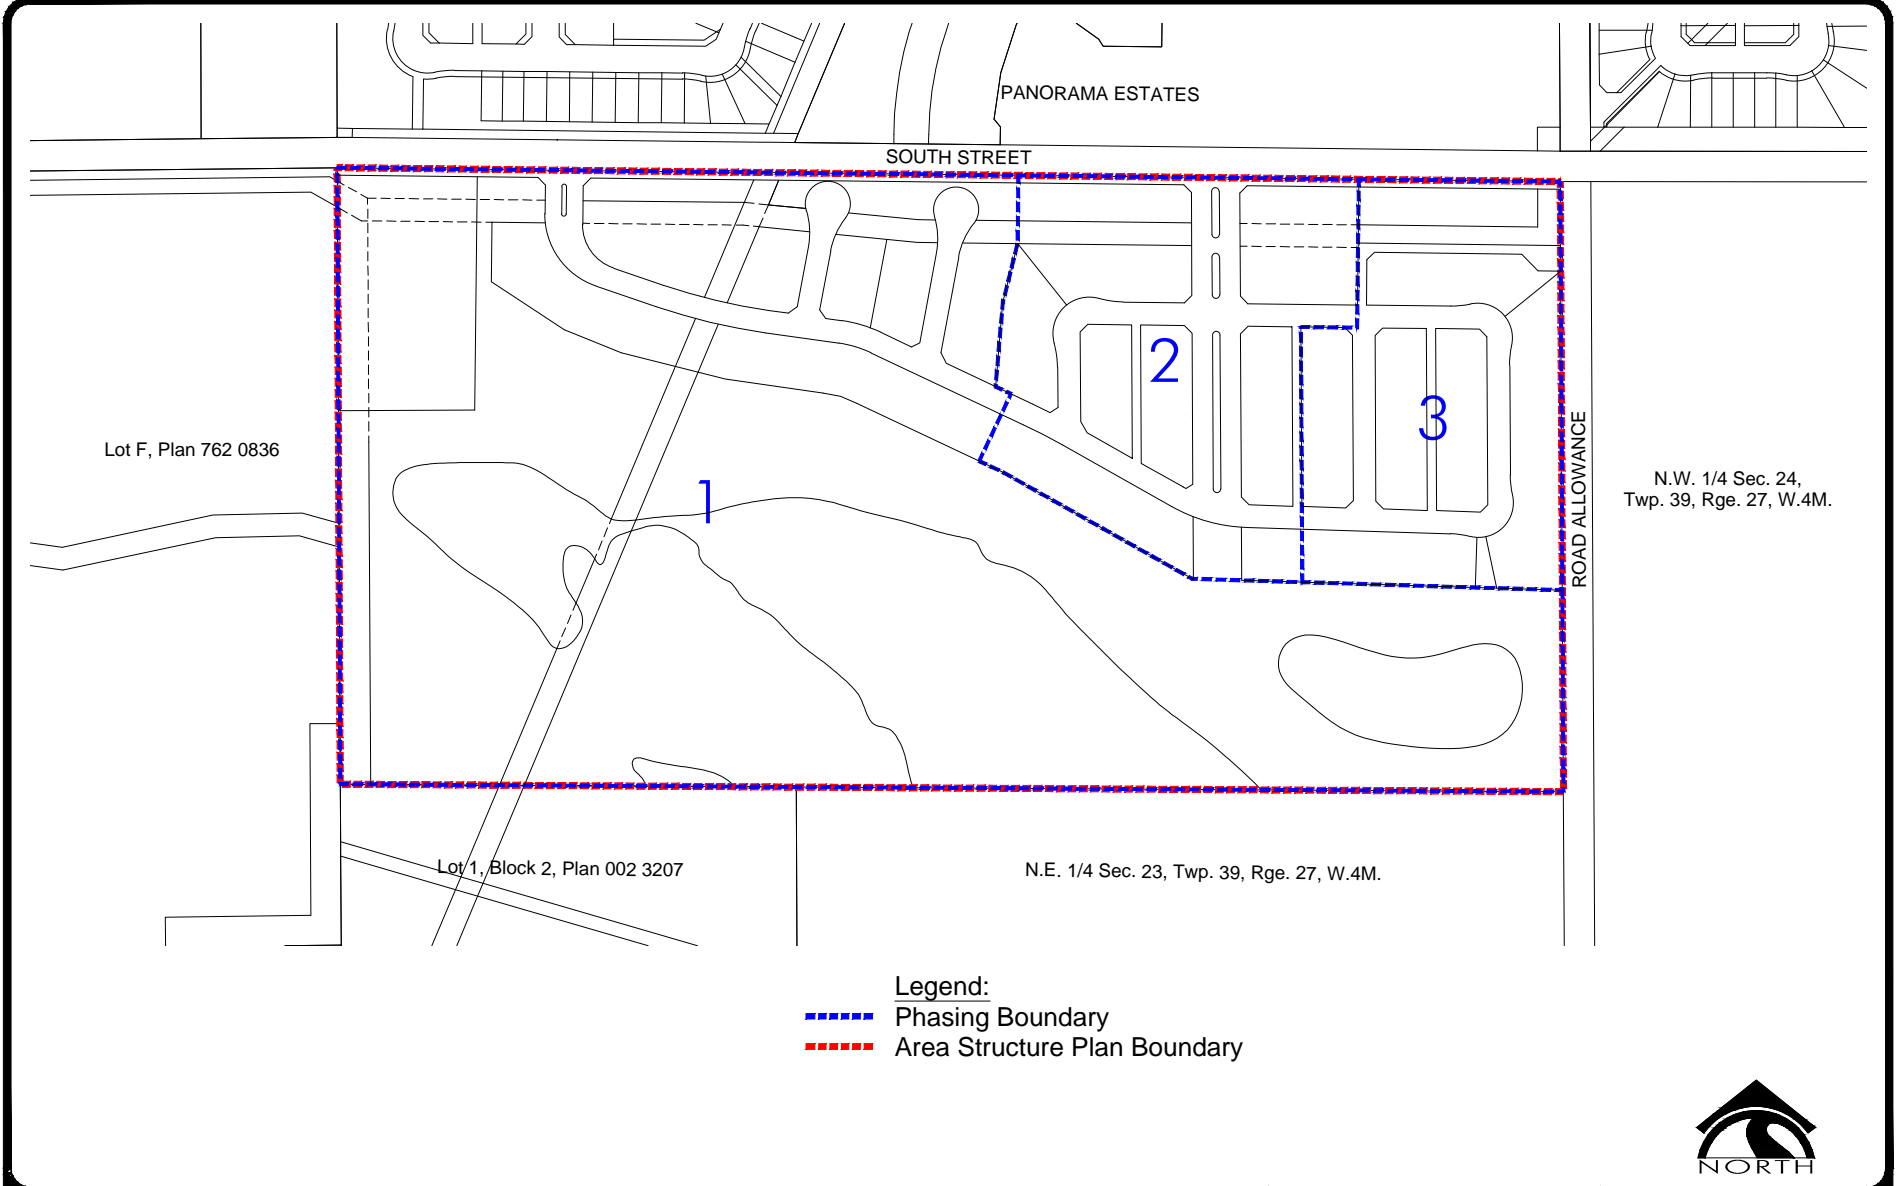 PANORAMA ESTATES
SOUTH STREET
2
3
Lot F, Plan 762 0836
1
ROAD ALLOWANCE
N.W. 1/4 Sec. 24,
Twp. 39, Rge. 27, W.4M.
Lot 1, Block 2, Plan 002 3207
N.E. 1/4 Sec. 23, Twp. 39, Rge. 27, W.4M.
Legend:
Phasing Boundary
Area Structure Plan Boundary
NORTH